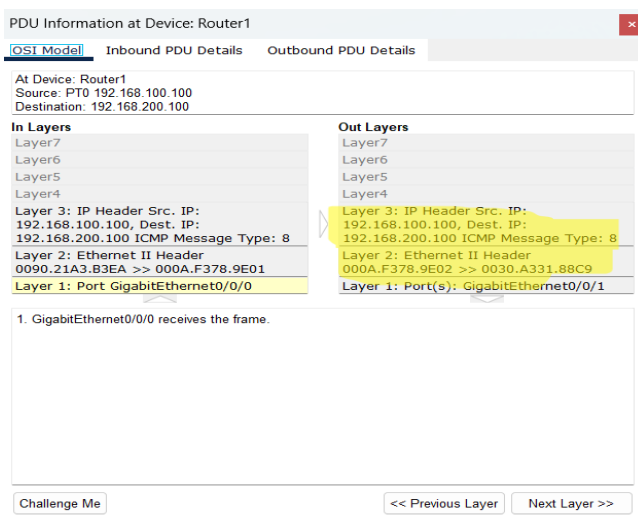 PDU Information at Device: Router1
×
OSI Model Inbound PDU Details Outbound PDU Details
At Device: Router1
Source: PT0 192.168.100.100
Destination: 192.168.200.100
In Layers
Layer7
Layer6
Layer5
Layer4
Layer 3: IP Header Src. IP:
192.168.100.100, Dest. IP:
192.168.200.100 ICMP Message Type: 8
Layer 2: Ethernet II Header
0090.21A3.B3EA >> 000A.F378.9E01
Layer 1: Port GigabitEthernet0/0/0
Out Layers
Layer7
Layer6
Layer5
Layer4
Layer 3: IP Header Src. IP:
192.168.100.100, Dest. IP:
192.168.200.100 ICMP Message Type: 8
Layer 2: Ethernet II Header
000A.F378.9E02 >> 0030.A331.88C9
Layer 1: Port(s): GigabitEthernet0/0/1
1. GigabitEthernet0/0/0 receives the frame.
Challenge Me
<< Previous Layer
Next Layer >>